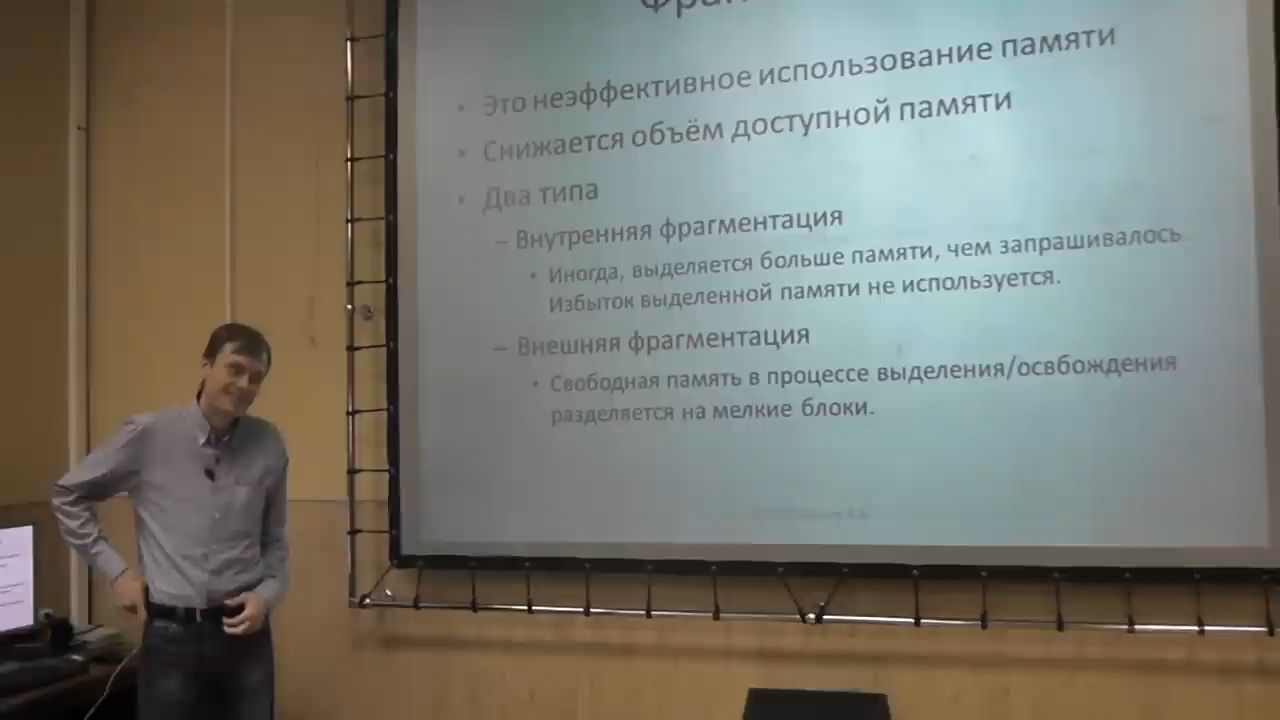 • Это неэффективное использование памяти
• Снижается объём доступной памяти
• Два типа
– Внутренняя фрагментация
• Иногда, выделяется больше памяти, чем запрашивалось
Избыток выделенной памяти не используется.
– Внешняя фрагментация
• Свободная память в процессе выделения/освбождения
разделяется на мелкие блоки.